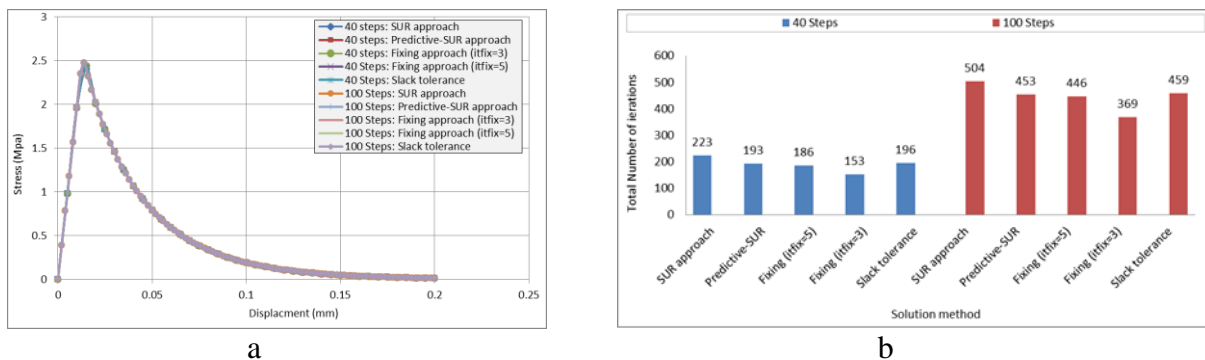 3
2.5
2
1.5
1
0.5
0
0
0.05
0.1
0.15
0.2
0.25
Stress (Mpa)
Displacment (mm)
40 steps: SUR approach
40 steps: Predictive-SUR approach
40 steps: Fixing approach (itfix=3)
40 Steps: Fixing approach (itfix=5)
40 Steps: Slack tolerance
100 Steps: SUR approach
100 Steps: Predictive-SUR approach
100 Steps: Fixing approach (itfix=3)
100 Steps: Fixing approach (itfix=5)
100 Steps: Slack tolerance
a
40 Steps
100 Steps
600
500
400
300
200
100
0
Total Number of ierations
223
193
186
153
196
504
453
446
369
459
SUR approach
Predictive-SUR
Fixing (itfix=5)
Fixing (itfix=3)
Slack tolerance
SUR approach
Predictive-SUR
Fixing (itfix=5)
Fixing (itfix=3)
Slack tolerance
Solution method
b